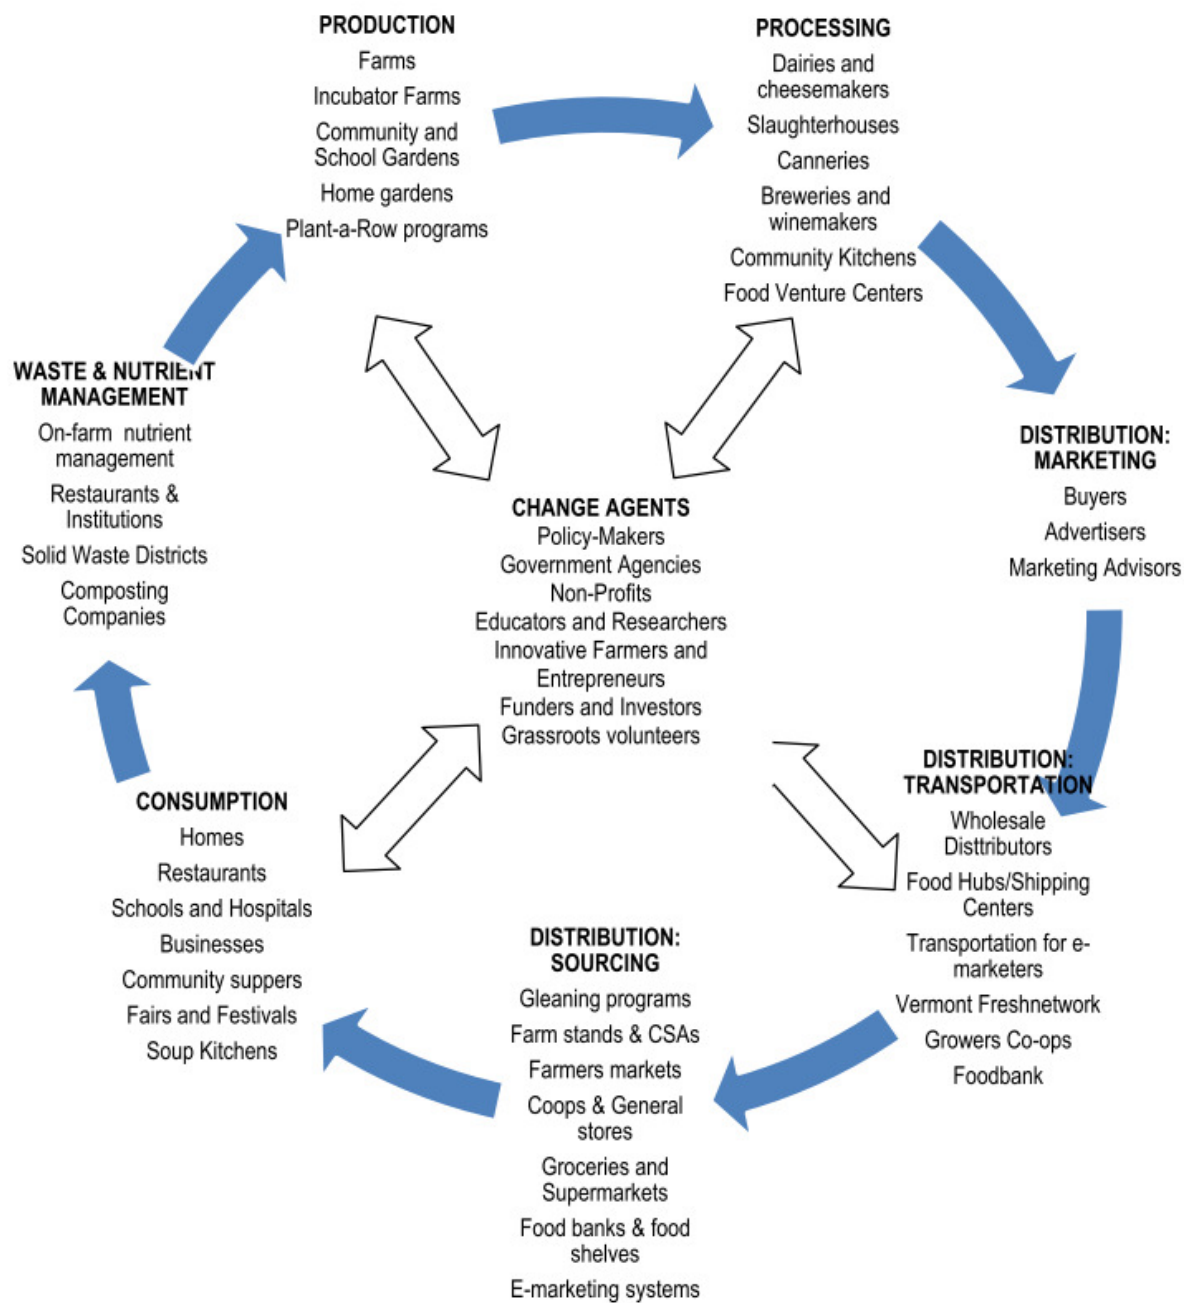 PRODUCTION
Farms
Incubator Farms
Community and
School Gardens
Home gardens
Plant-a-Row programs
PROCESSING
Dairies and
cheesemakers
Slaughterhouses
Canneries
Breweries and
winemakers
Community Kitchens
Food Venture Centers
DISTRIBUTION:
MARKETING
Buyers
Advertisers
Marketing Advisors
DISTRIBUTION:
TRANSPORTATION
Wholesale
Disttributors
Food Hubs/Shipping
Centers
Transportation for e-
marketers
Vermont Freshnetwork
Growers Co-ops
Foodbank
DISTRIBUTION:
SOURCING
Gleaning programs
Farm stands & CSAs
Farmers markets
Coops & General
stores
Groceries and
Supermarkets
Food banks & food
shelves
E-marketing systems
CONSUMPTION
Homes
Restaurants
Schools and Hospitals
Businesses
Community suppers
Fairs and Festivals
Soup Kitchens
WASTE & NUTRIENT
MANAGEMENT
On-farm nutrient
management
Restaurants &
Institutions
Solid Waste Districts
Composting
Companies
CHANGE AGENTS
Policy-Makers
Government Agencies
Non-Profits
Educators and Researchers
Innovative Farmers and
Entrepreneurs
Funders and Investors
Grassroots volunteers